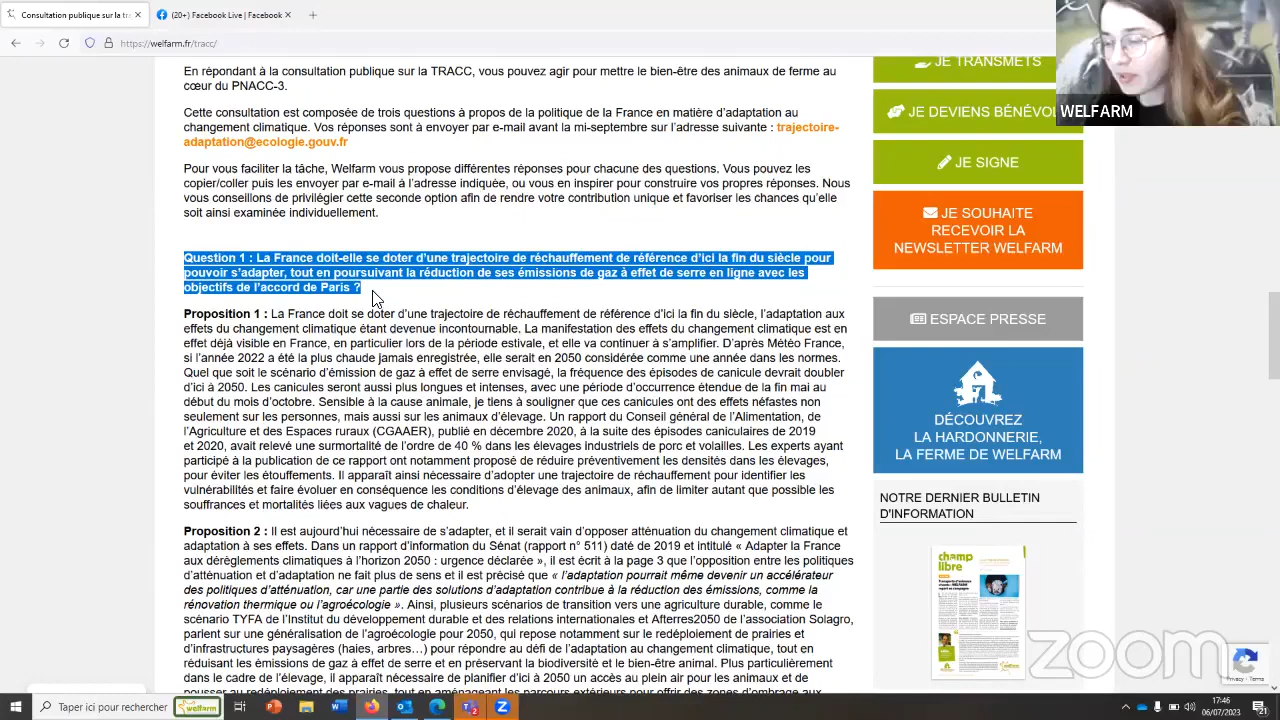 Consultation publique sur la tr
(20+) Facebook Live | Facebook
https://welfarm.fr/tracc/
WELFARM
En répondant à la consultation publique sur la TRACC, vous pouvez agir pour mettre le bien-être des animaux de ferme au
cœur du PNACC-3.
Cette consultation est composée de trois questions à propos de la politique de la France en matière d'adaptation au
changement climatique. Vos réponses sont à envoyer par e-mail avant la mi-septembre sur l'adresse suivante : trajectoire-
adaptation@ecologie.gouv.fr
Pour vous faciliter la tâche, Welfarm vous propose différentes réponses pour chacune des questions. Vous pouvez les
copier/coller puis les envoyer par e-mail à l'adresse indiquée, ou vous en inspirer pour construire vos propres réponses. Nous
vous conseillons de privilégier cette seconde option afin de rendre votre contribution unique et favoriser les chances qu'elle
soit ainsi examinée individuellement.
Question 1 : La France doit-elle se doter d'une trajectoire de réchauffement de référence d'ici la fin du siècle pour
pouvoir s'adapter, tout en poursuivant la réduction de ses émissions de gaz à effet de serre en ligne avec les
objectifs de l'accord de Paris ?
Proposition 1 : La France doit se doter d'une trajectoire de réchauffement de référence d'ici la fin du siècle, l'adaptation aux
effets du changement climatique étant devenue incontournable. La manifestation des effets du changement climatique est en
effet déjà visible en France, en particulier lors de la période estivale, et elle va continuer à s'amplifier. D'après Météo France,
si l'année 2022 a été la plus chaude jamais enregistrée, elle serait en 2050 considérée comme une année dans les normes.
Quel que soit le scénario d'émission de gaz à effet de serre envisagé, la fréquence des épisodes de canicule devrait doubler
d'ici à 2050. Les canicules seront aussi plus longues et intenses, avec une période d'occurrence étendue de la fin mai au
début du mois d'octobre. Sensible à la cause animale, je tiens à souligner que ces canicules ont des effets néfastes non
seulement sur les personnes, mais aussi sur les animaux d'élevage. Un rapport du Conseil général de l'Alimentation, de
l'Agriculture et des Espaces ruraux (CGAAER), publié en décembre 2020, à la suite des épisodes caniculaires de 2019
et 2020, avait relevé une surmortalité de l'ordre de 40 % dans les élevages industriels de porc et volailles. Les experts ayant
participé à la publication de ce rapport ont notamment proposé de réduire préventivement les densités dans les élevages,
pour éviter les étouffements. Il apparaît ainsi nécessaire d'adopter une trajectoire de réchauffement pour identifier les
vulnérabilités et faire évoluer en conséquence les conditions d'élevage des animaux, afin de limiter autant que possible les
souffrances et mortalités liées aux vagues de chaleur.
Proposition 2 : Il est aujourd'hui nécessaire de s'adapter, et il serait vain d'opposer atténuation du changement climatique et
adaptation à ses effets. Dans un rapport d'information du Sénat (rapport n° 511) daté de 2019 et intitulé « Adapter la France
aux dérèglements climatiques à l'horizon 2050 : urgence déclarée », il est écrit à la page 3 que l'opposition entre les politiques
d'atténuation et d'adaptation ne fait plus de sens et il est précisé que « l'adaptation pourrait même devenir un accélérateur
des politiques d'atténuation, car une partie des solutions d'adaptation contribue à la réduction des émissions, comme la
rénovation thermique ou l'agroécologie ». Ainsi, plusieurs scénarios de transition vers une agriculture durable, comme le
scénario TYFA de l'Institut du développement durable et des relations internationales et Afterres2050 de l'association Solagro,
parlent sur une généralisation de l'agroécologie pour 2050, qui repose notamment sur le redéploiement de prairies et
d'infrastructures paysagères (haies, arbres…) pour répondre au défi de l'adaptation au changement climatique, tout en
réduisant les émissions de gaz à effet de serre et en préservant la biodiversité et le bien-être animal. Plus particulièrement
dans le cadre de l'élevage, il apparaît nécessaire de planifier d'ici à 2050 un accès au plein air pour les animaux et de
pousser au redéploiement de prairie, tout en aménageant les parcours extérieurs pour offrir des zones d'ombrage aux
JE TRANSMETS
JE DEVIENS BÉNÉVO
JE SIGNE
JE SOUHAITE
RECEVOIR LA
NEWSLETTER WELFARM
ESPACE PRESSE
DÉCOUVREZ
LA HARDONNERIE,
LA FERME DE WELFARM
NOTRE DERNIER BULLETIN
D'INFORMATION
champ
libre
zoom
Privacy - Terms
Taper ici pour rechercher
welfarm
17:46
06/07/2023
21